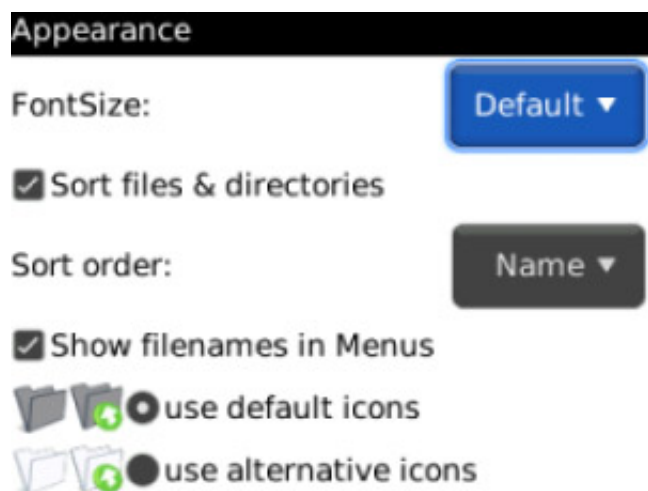 Appearance
FontSize: Default
Sort files & directories
Sort order: Name
Show filenames in Menus
use default icons
use alternative icons